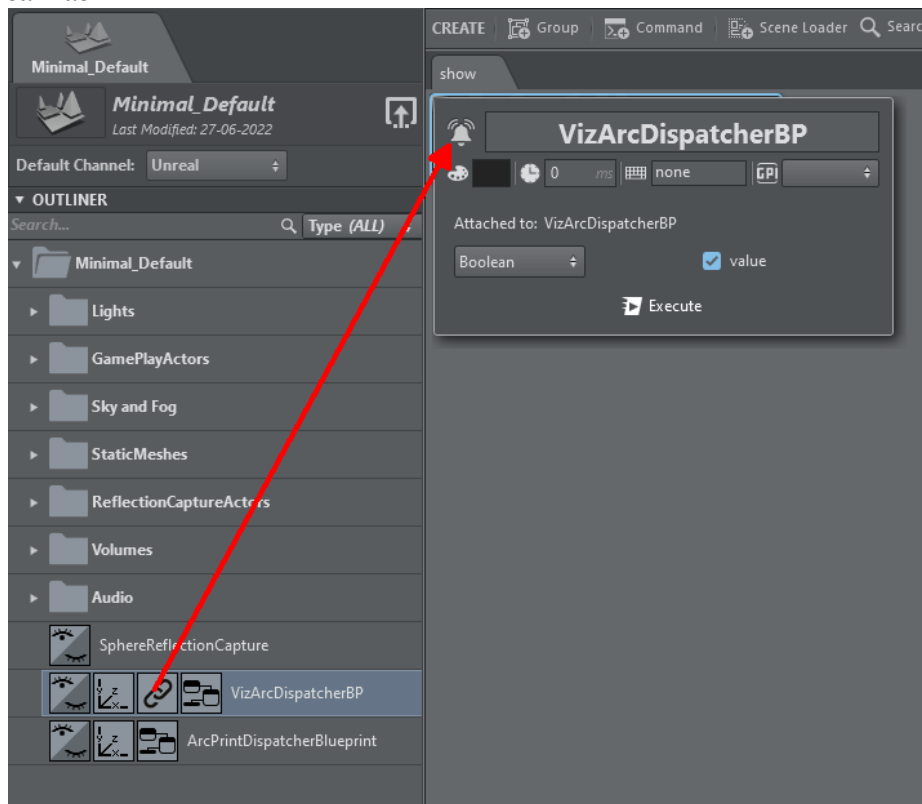 Minimal_Default
Minimal_Default
Last Modified: 27-06-2022
Default Channel: Unreal
OUTLINER
Search...
Type (ALL)
Minimal_Default
Lights
GamePlayActors
Sky and Fog
StaticMeshes
ReflectionCaptureActors
Volumes
Audio
SphereReflectionCapture
VizArcDispatcherBP
ArcPrintDispatcherBlueprint
CREATE Group Command Scene Loader
show
VizArcDispatcherBP
0 ms none GPI
Attached to: VizArcDispatcherBP
Boolean value
Execute